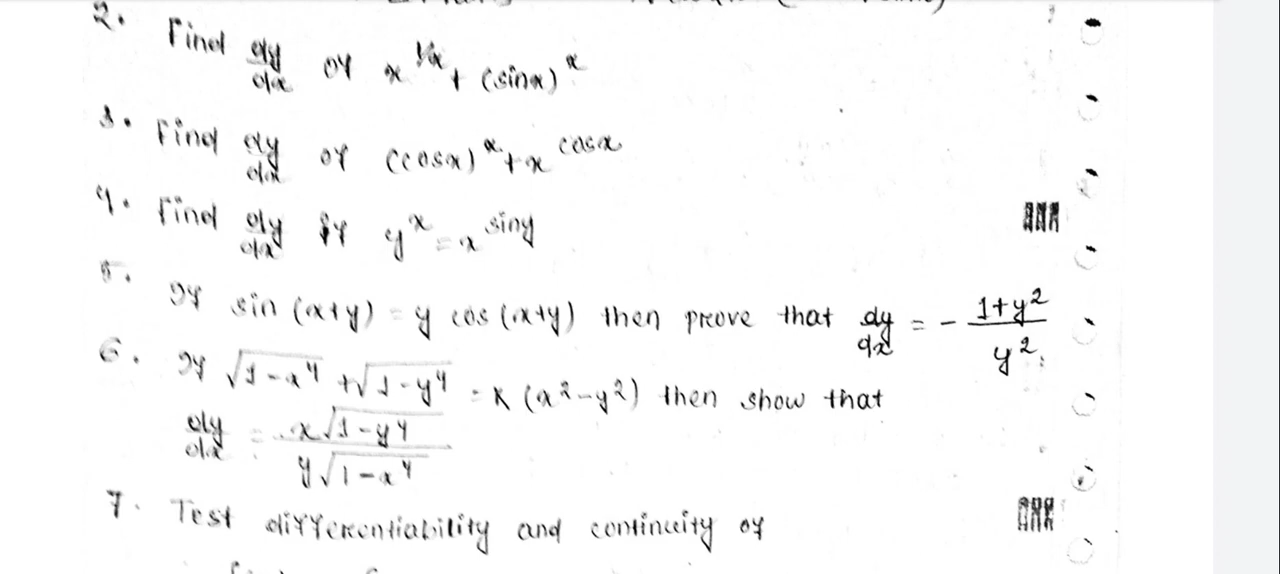 2. Find dy/dx of x^1/x + (sinx)^x
3. Find dy/dx of (cosx)^x + x^cosx
4. Find dy/dx if y^x = x^siny
5. If sin (x+y) = y cos (x+y) then prove that dy/dx = - 1+y²/y².
6. If √1-x⁴ + √1-y⁴ = k (x²-y²) then show that
dy/dx = x√1-y⁴ / y√1-x⁴
7. Test differentiability and continuity of